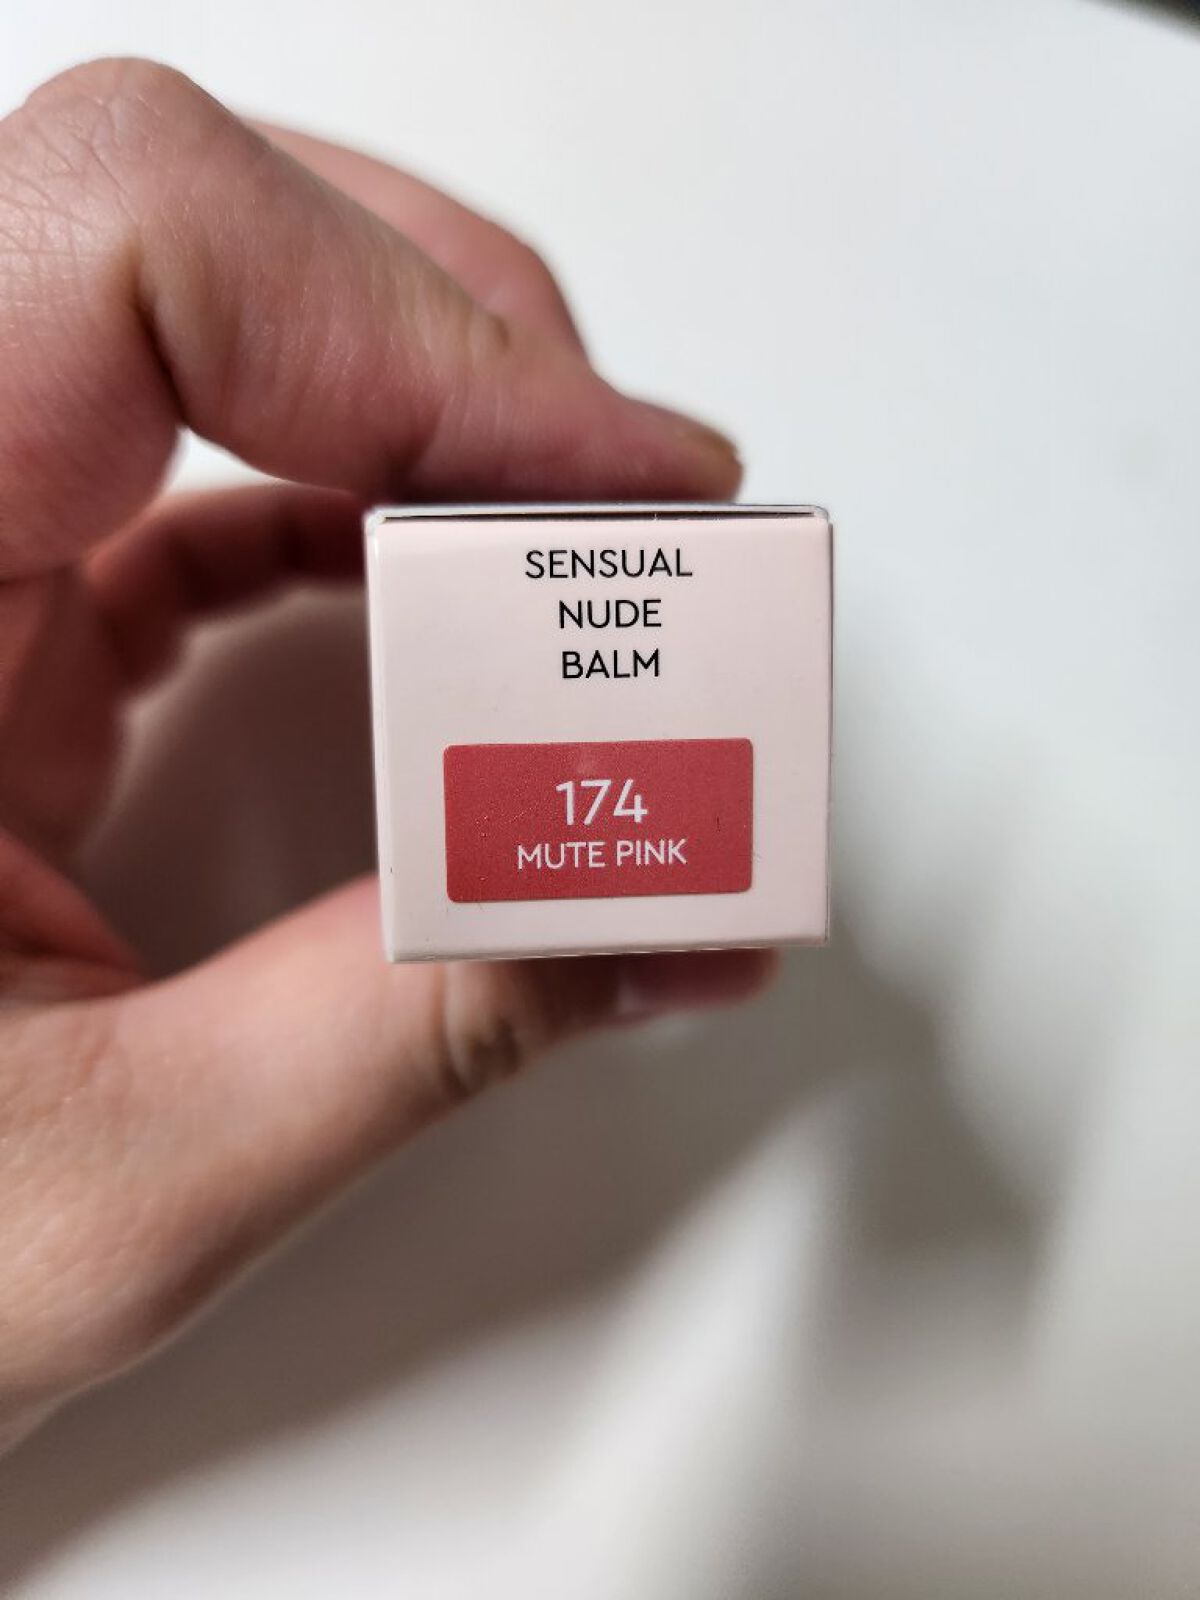 SENSUAL
NUDE
BALM
174
MUTE PINK